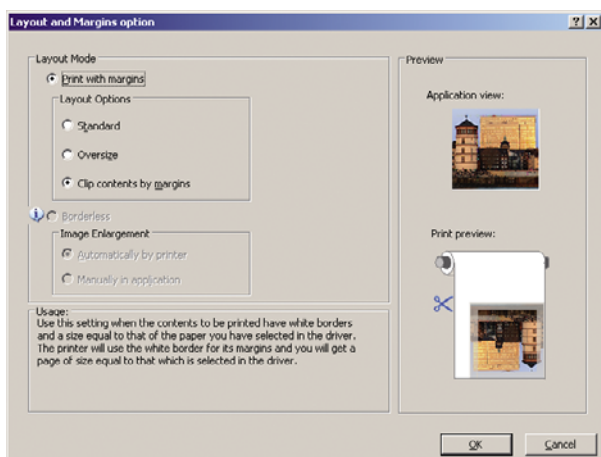 Layout and Margins option
Layout Mode
Print with margins
Layout Options
Standard
Oversize
Clip contents by margins
Borderless
Image Enlargement
Automatically by printer
Manually in application
Usage:
Use this setting when the contents to be printed have white borders
and a size equal to that of the paper you have selected in the driver.
The printer will use the white border for its margins and you will get a
page of size equal to that which is selected in the driver.
Preview
Application view:
Print preview:
OK
Cancel